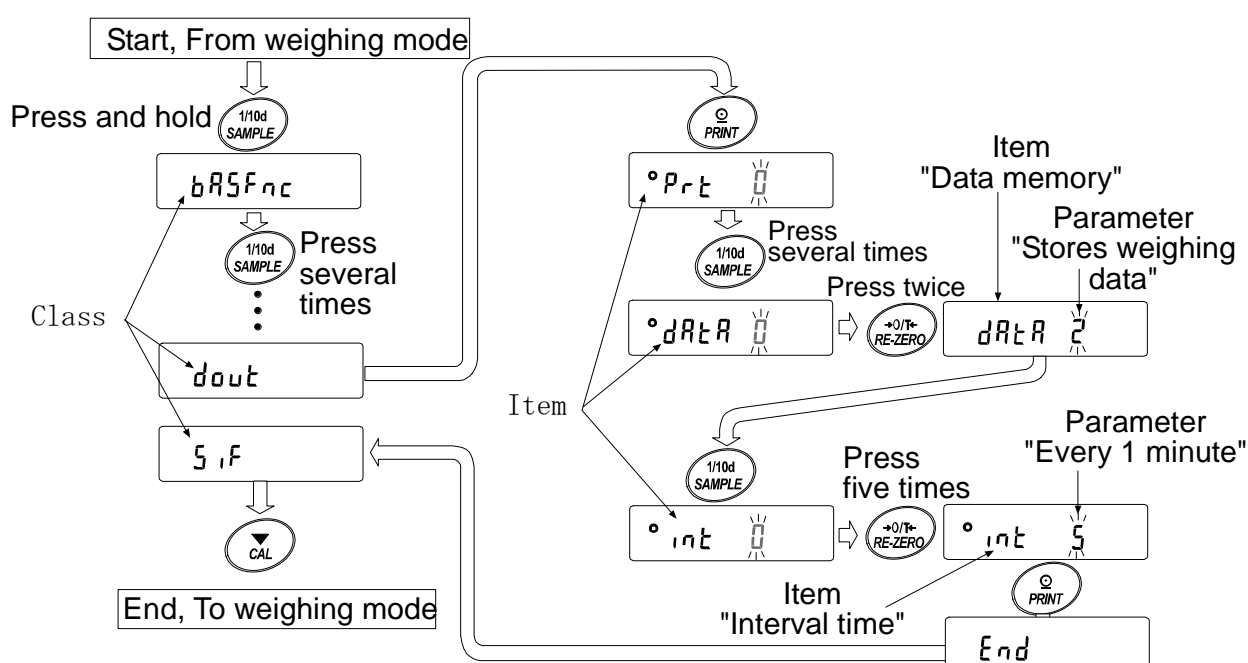 Start, From weighing mode
Press and hold
1/10d
SAMPLE
bASFnc
1/10d
SAMPLE
Press
several
times
Class
dout
SiF
CAL
End, To weighing mode
PRINT
Prt 0
1/10d
SAMPLE
Press
several times
dAtA 0
Press twice
→0/T←
RE-ZERO
Item
"Data memory"
Parameter
"Stores weighing
data"
dAtA 2
Item
1/10d
SAMPLE
int 0
Press
five times
→0/T←
RE-ZERO
Parameter
"Every 1 minute"
int 5
Item
"Interval time"
PRINT
End